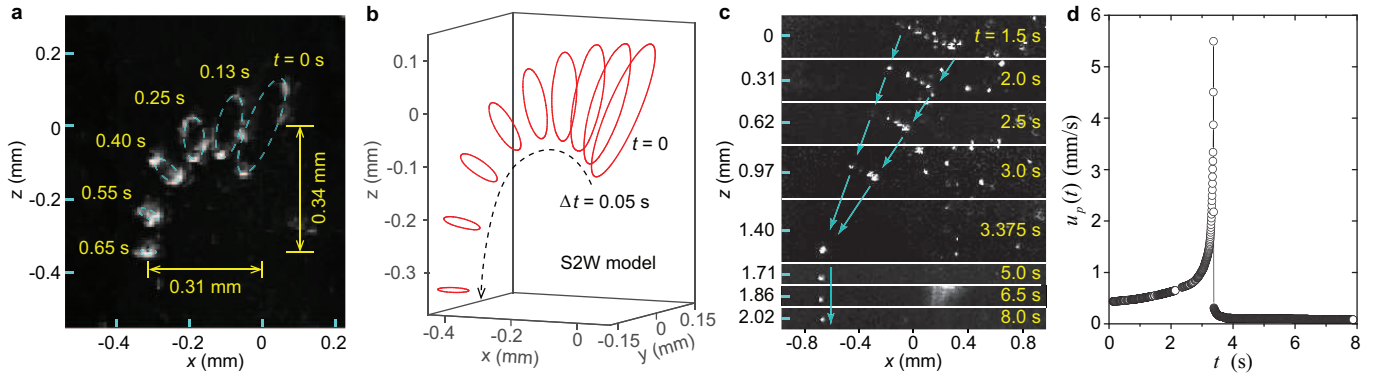 a
0.2
0
-0.2
-0.4
z (mm)
t = 0 s
0.13 s
0.25 s
0.40 s
0.55 s
0.65 s
0.34 mm
0.31 mm
-0.4
-0.2
0
0.2
x (mm)
b
0.1
0
-0.1
-0.2
-0.3
z (mm)
t = 0
Δt = 0.05 s
S2W model
-0.4
-0.2
0
x (mm)
-0.15
0
0.15
y (mm)
c
0
0.31
0.62
0.97
1.40
1.71
1.86
2.02
z (mm)
t = 1.5 s
2.0 s
2.5 s
3.0 s
3.375 s
5.0 s
6.5 s
8.0 s
-0.8
-0.4
0
0.4
0.8
x (mm)
d
6
5
4
3
2
1
0
u_p(t) (mm/s)
0
2
4
6
8
t (s)